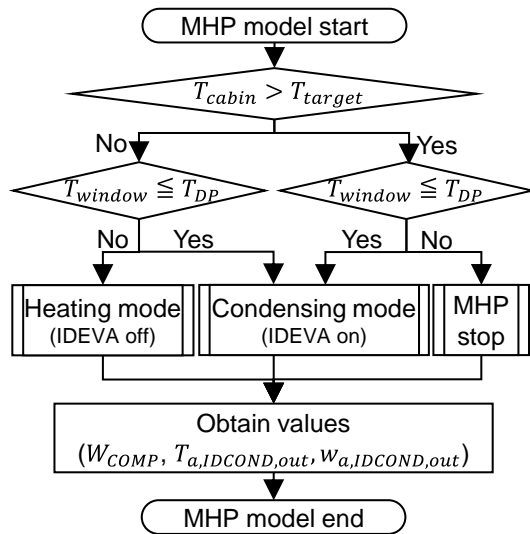 MHP model start
T_cabin > T_target
No
Yes
T_window ≦ T_DP
T_window ≦ T_DP
No
Yes
Yes
No
Heating mode
(IDEVA off)
Condensing mode
(IDEVA on)
MHP
stop
Obtain values
(W_COMP, T_a,IDCOND,out, w_a,IDCOND,out)
MHP model end